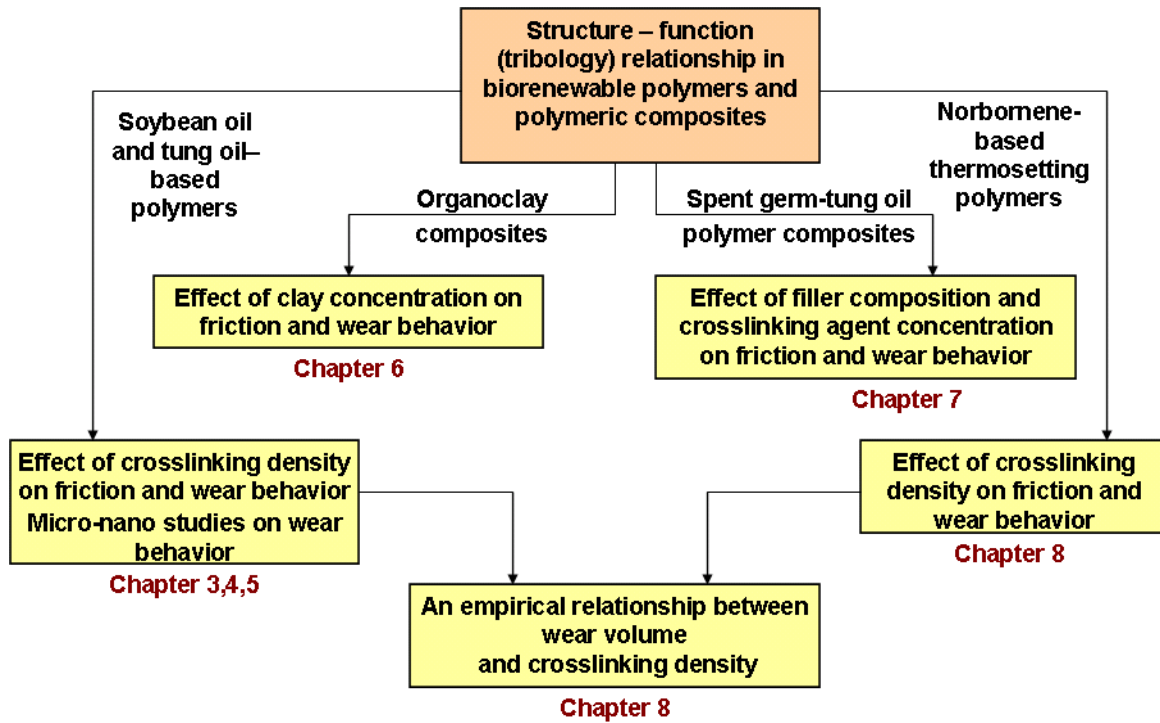 Structure – function
(tribology) relationship in
biorenewable polymers and
polymeric composites
Soybean oil
and tung oil–
based
polymers
Organoclay
composites
Spent germ-tung oil
polymer composites
Norbornene-
based
thermosetting
polymers
Effect of clay concentration on
friction and wear behavior
Chapter 6
Effect of filler composition and
crosslinking agent concentration
on friction and wear behavior
Chapter 7
Effect of crosslinking density
on friction and wear behavior
Micro-nano studies on wear
behavior
Chapter 3,4,5
Effect of crosslinking
density on friction and
wear behavior
Chapter 8
An empirical relationship between
wear volume
and crosslinking density
Chapter 8